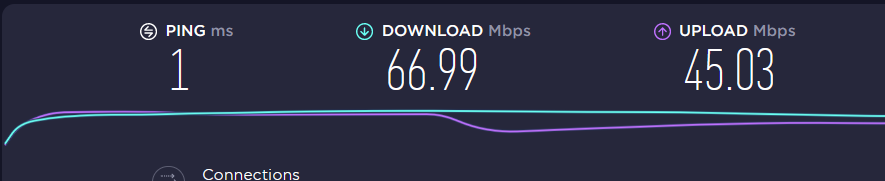 PING ms
DOWNLOAD Mbps
UPLOAD Mbps
1
66.99
45.03
Connections